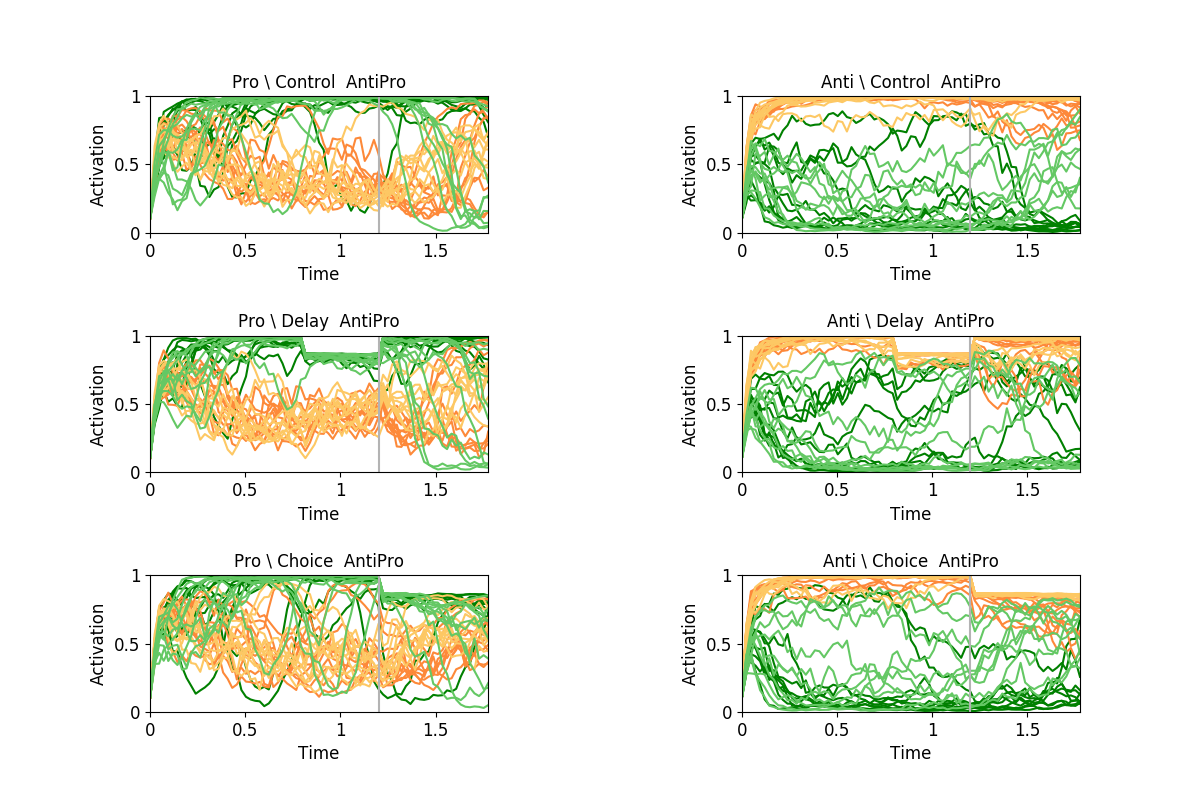 Pro \ Control  AntiPro
Anti \ Control  AntiPro
1
0.5
0
Activation
0
0.5
1
1.5
Time
1
0.5
0
Activation
0
0.5
1
1.5
Time
Pro \ Delay  AntiPro
Anti \ Delay  AntiPro
1
0.5
0
Activation
0
0.5
1
1.5
Time
1
0.5
0
Activation
0
0.5
1
1.5
Time
Pro \ Choice  AntiPro
Anti \ Choice  AntiPro
1
0.5
0
Activation
0
0.5
1
1.5
Time
1
0.5
0
Activation
0
0.5
1
1.5
Time